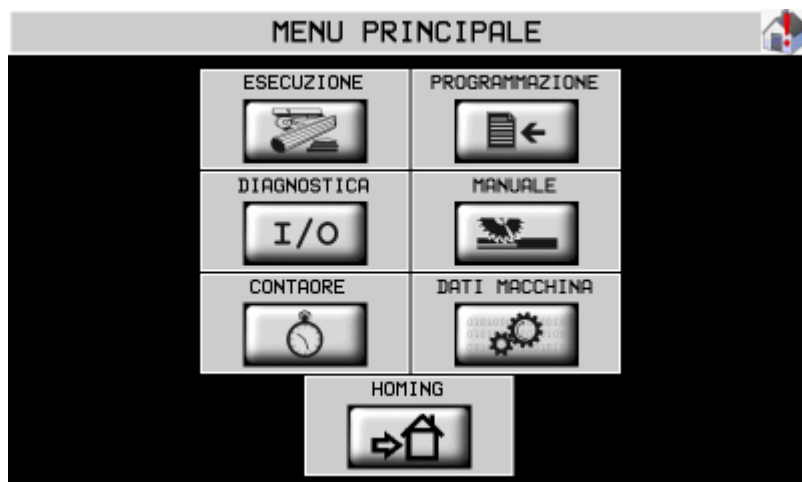 MENU PRINCIPALE
ESECUZIONE PROGRAMMAZIONE
DIAGNOSTICA MANUALE
I/O
CONTAORE DATI MACCHINA
HOMING